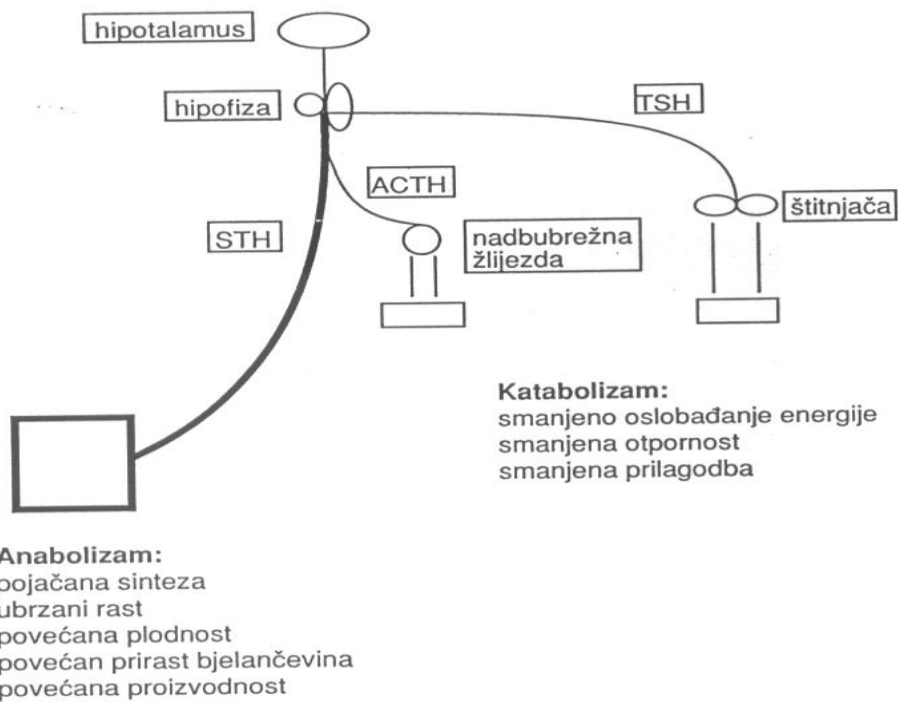 hipotalamus
hipofiza
TSH
ACTH
štitnjača
STH
nadbubrežna
žlijezda
Katabolizam:
smanjeno oslobađanje energije
smanjena otpornost
smanjena prilagodba
Anabolizam:
pojačana sinteza
ubrzani rast
povećana plodnost
povećan prirast bjelančevina
povećana proizvodnost